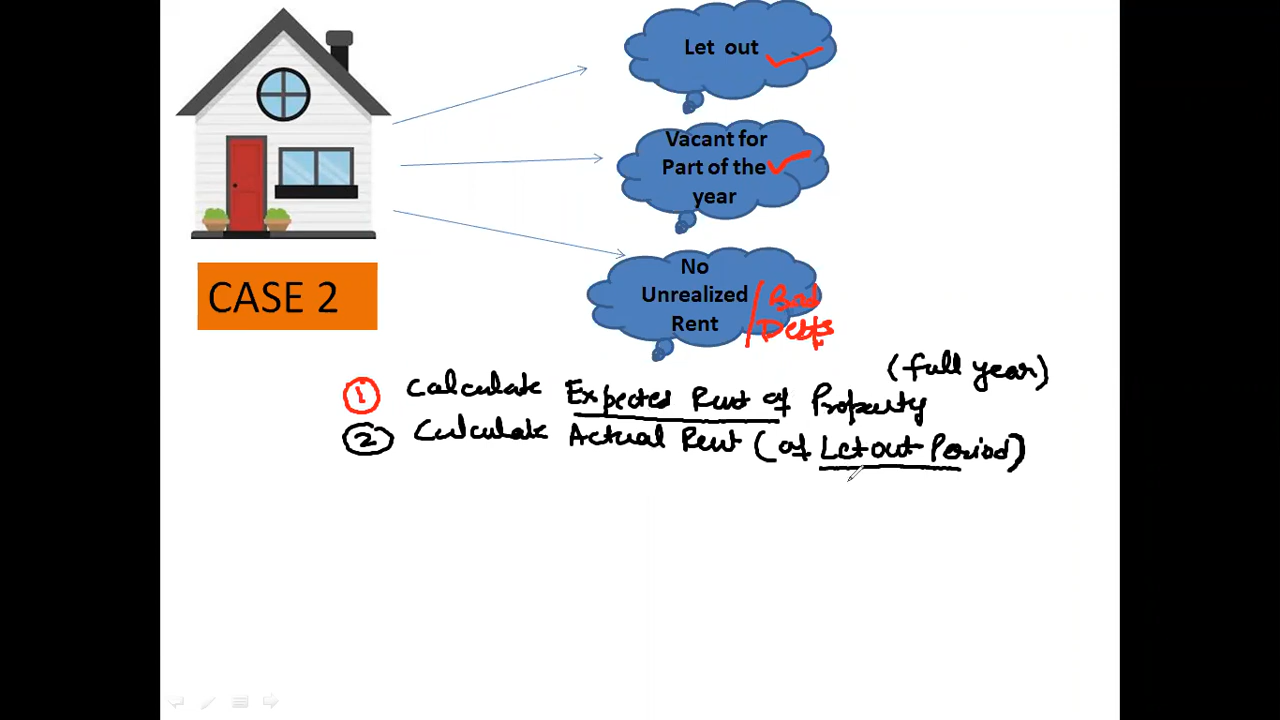 Let out
Vacant for
Part of the
year
No
Unrealized
Rent
/ Bad
Debts
CASE 2
(full year)
① Calculate Expected Rent of Property
② Calculate Actual Rent (of Let out Period)